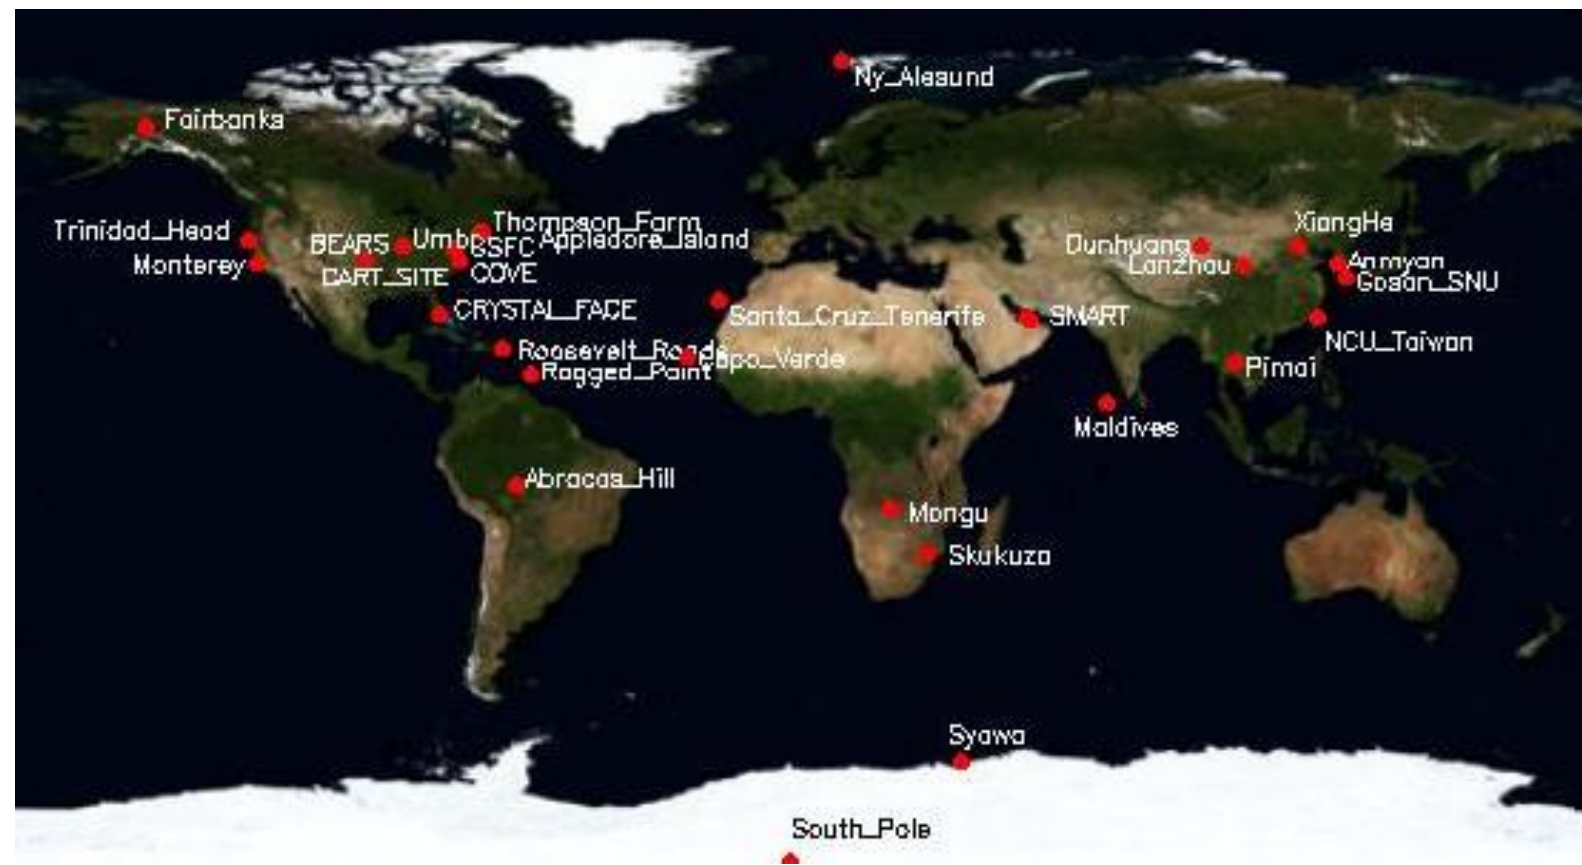 Ny_Alesund
Fairbanks
Thompson_Farm
Trinidad_Head
BEARS
Umbc
GSFC
Appledore_Island
XiangHe
Dunhuang
Monterey
CART_SITE
COVE
Lanzhou
Anmyon
Gosan_SNU
CRYSTAL_FACE
Santa_Cruz_Tenerife
SMART
NCU_Taiwan
Roosevelt_Roads
Capo_Verde
Ragged_Point
Pimai
Maldives
Abracos_Hill
Mongu
Skukuza
Syowa
South_Pole